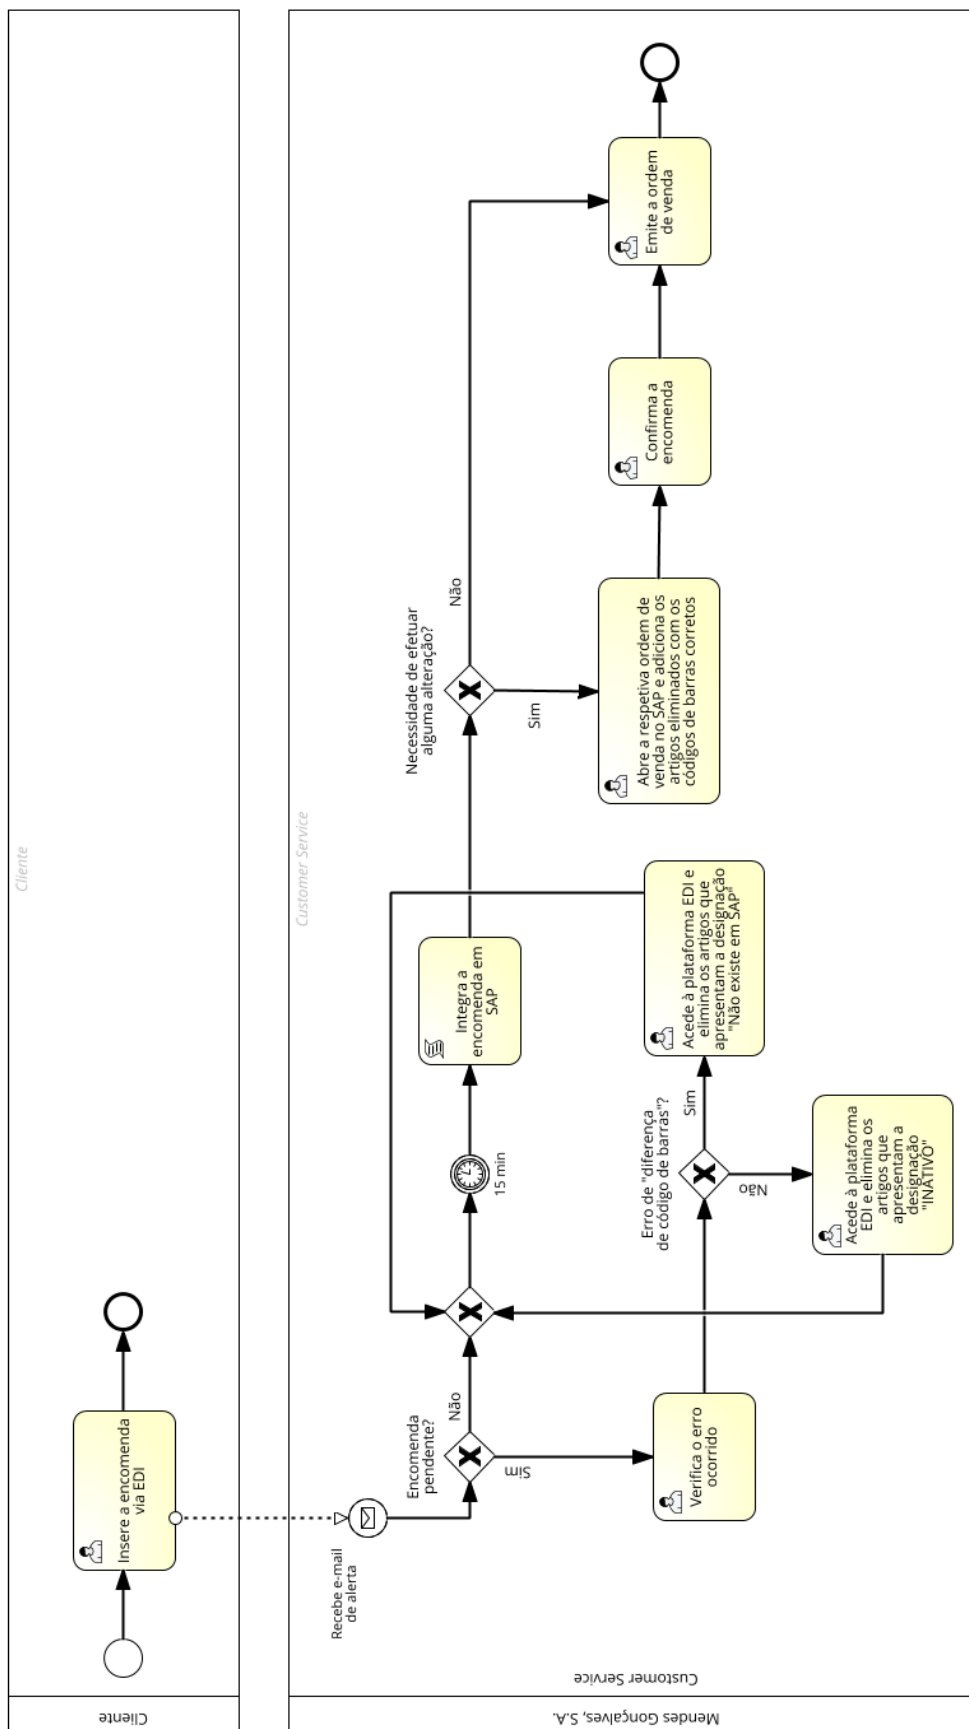 Cliente
Cliente
Insere a encomenda
via EDI
Mendes Gonçalves, S.A.
Customer Service
Customer Service
Recebe e-mail
de alerta
Encomenda
pendente?
Não
Sim
Verifica o erro
ocorrido
Erro de "diferença
de código de barras"?
Sim
Não
Acede à plataforma
EDI e elimina os
artigos que
apresentam a
designação
"INATIVO"
Acede à plataforma EDI e
elimina os artigos que
apresentam a designação
"Não existe em SAP"
15 min
Integra a
encomenda em
SAP
Necessidade de efetuar
alguma alteração?
Não
Sim
Abre a respetiva ordem de
venda no SAP e adiciona os
artigos eliminados com os
códigos de barras corretos
Confirma a
encomenda
Emite a ordem
de venda